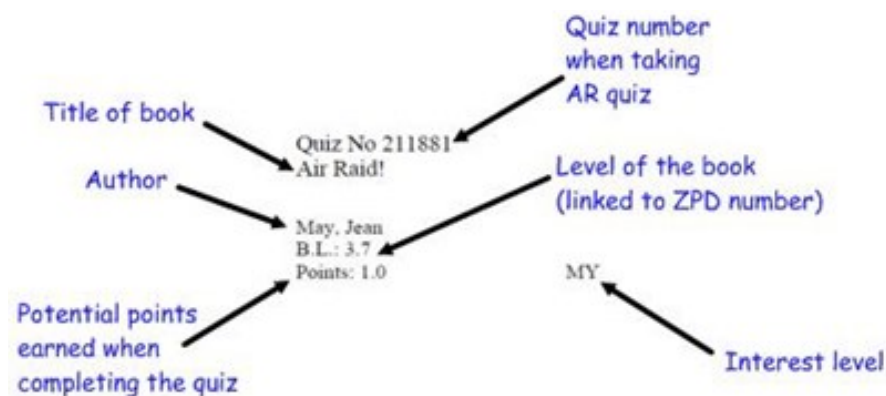 Quiz number
when taking
AR quiz
Title of book
Quiz No 211881
Air Raid!
Author
Level of the book
(linked to ZPD number)
May, Jean
B.L.: 3.7
Points: 1.0
MY
Potential points
earned when
completing the quiz
Interest level